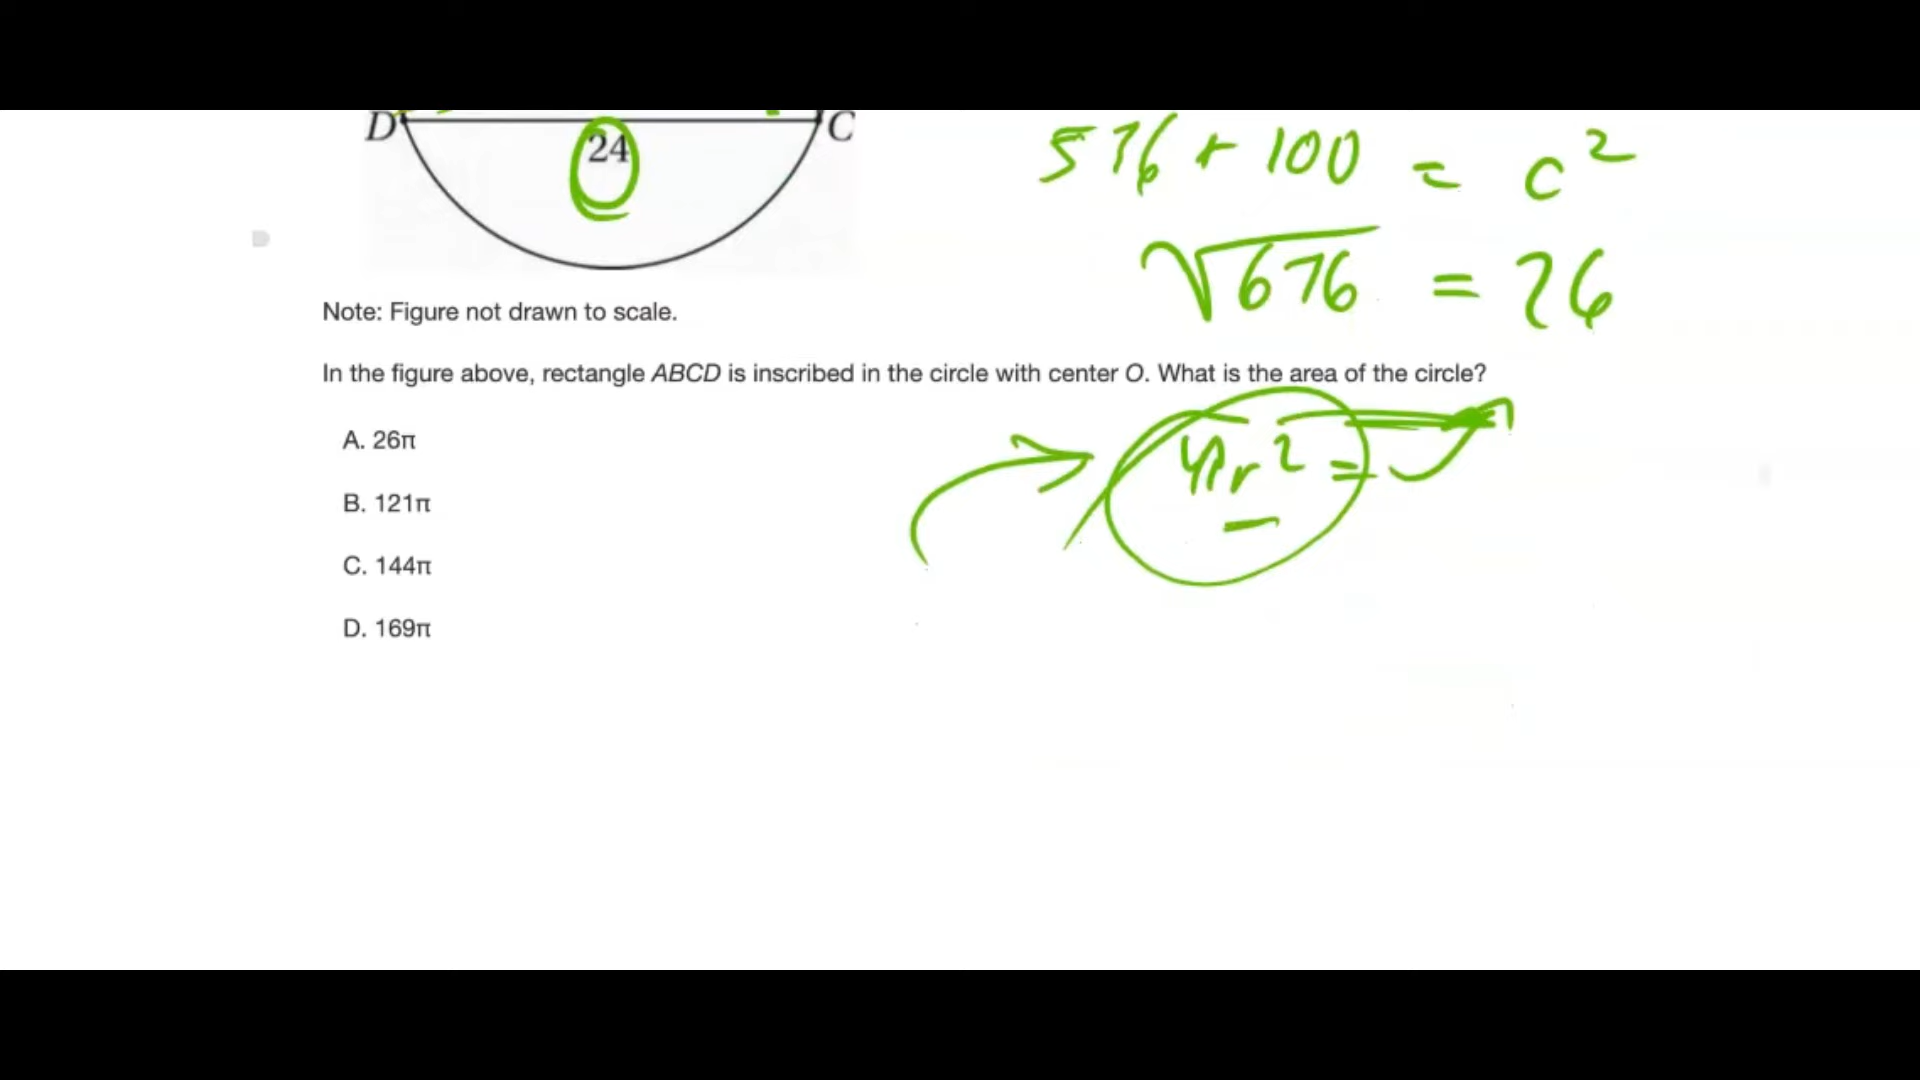 D C
24
576 + 100 = c²
√676 = 26
Note: Figure not drawn to scale.
In the figure above, rectangle ABCD is inscribed in the circle with center O. What is the area of the circle?
πr² =
A. 26π
B. 121π
C. 144π
D. 169π